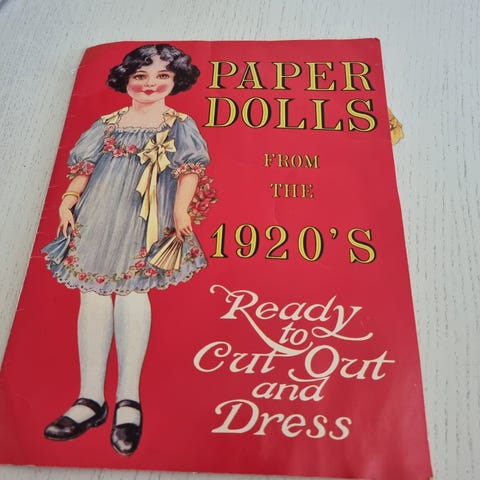 PAPER
DOLLS
FROM
THE
1920'S
Ready
to
Cut Out
and
Dress